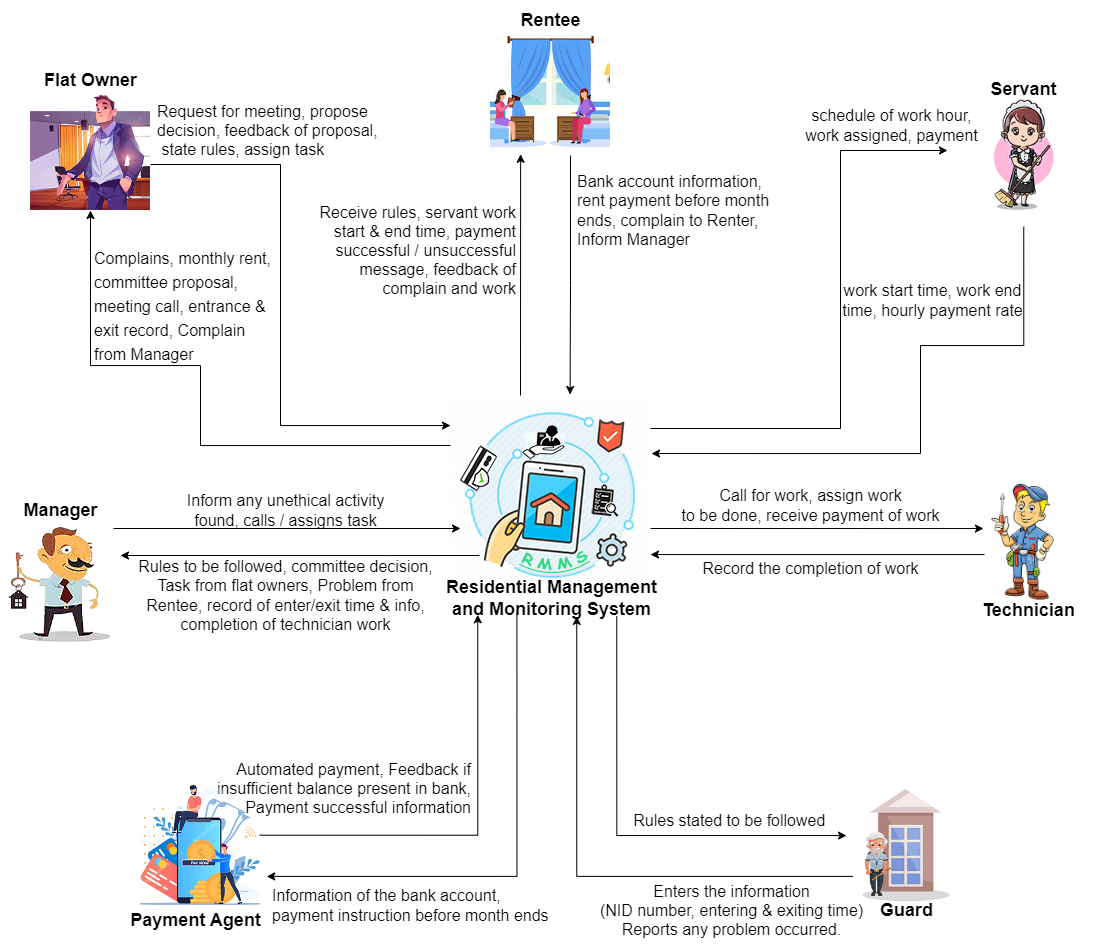 Rentee
Flat Owner
Request for meeting, propose
decision, feedback of proposal,
state rules, assign task
Servant
schedule of work hour,
work assigned, payment
Receive rules, servant work
start & end time, payment
successful / unsuccessful
message, feedback of
complain and work
Bank account information,
rent payment before month
ends, complain to Renter,
Inform Manager
Complains, monthly rent,
committee proposal,
meeting call, entrance &
exit record, Complain
from Manager
work start time, work end
time, hourly payment rate
Manager
Inform any unethical activity
found, calls / assigns task
Rules to be followed, committee decision,
Task from flat owners, Problem from
Rentee, record of enter/exit time & info,
completion of technician work
RMMS
Residential Management
and Monitoring System
Call for work, assign work
to be done, receive payment of work
Record the completion of work
Technician
Automated payment, Feedback if
insufficient balance present in bank,
Payment successful information
PAY NOW
Payment Agent
Information of the bank account,
payment instruction before month ends
Rules stated to be followed
Enters the information
(NID number, entering & exiting time)
Reports any problem occurred.
Guard